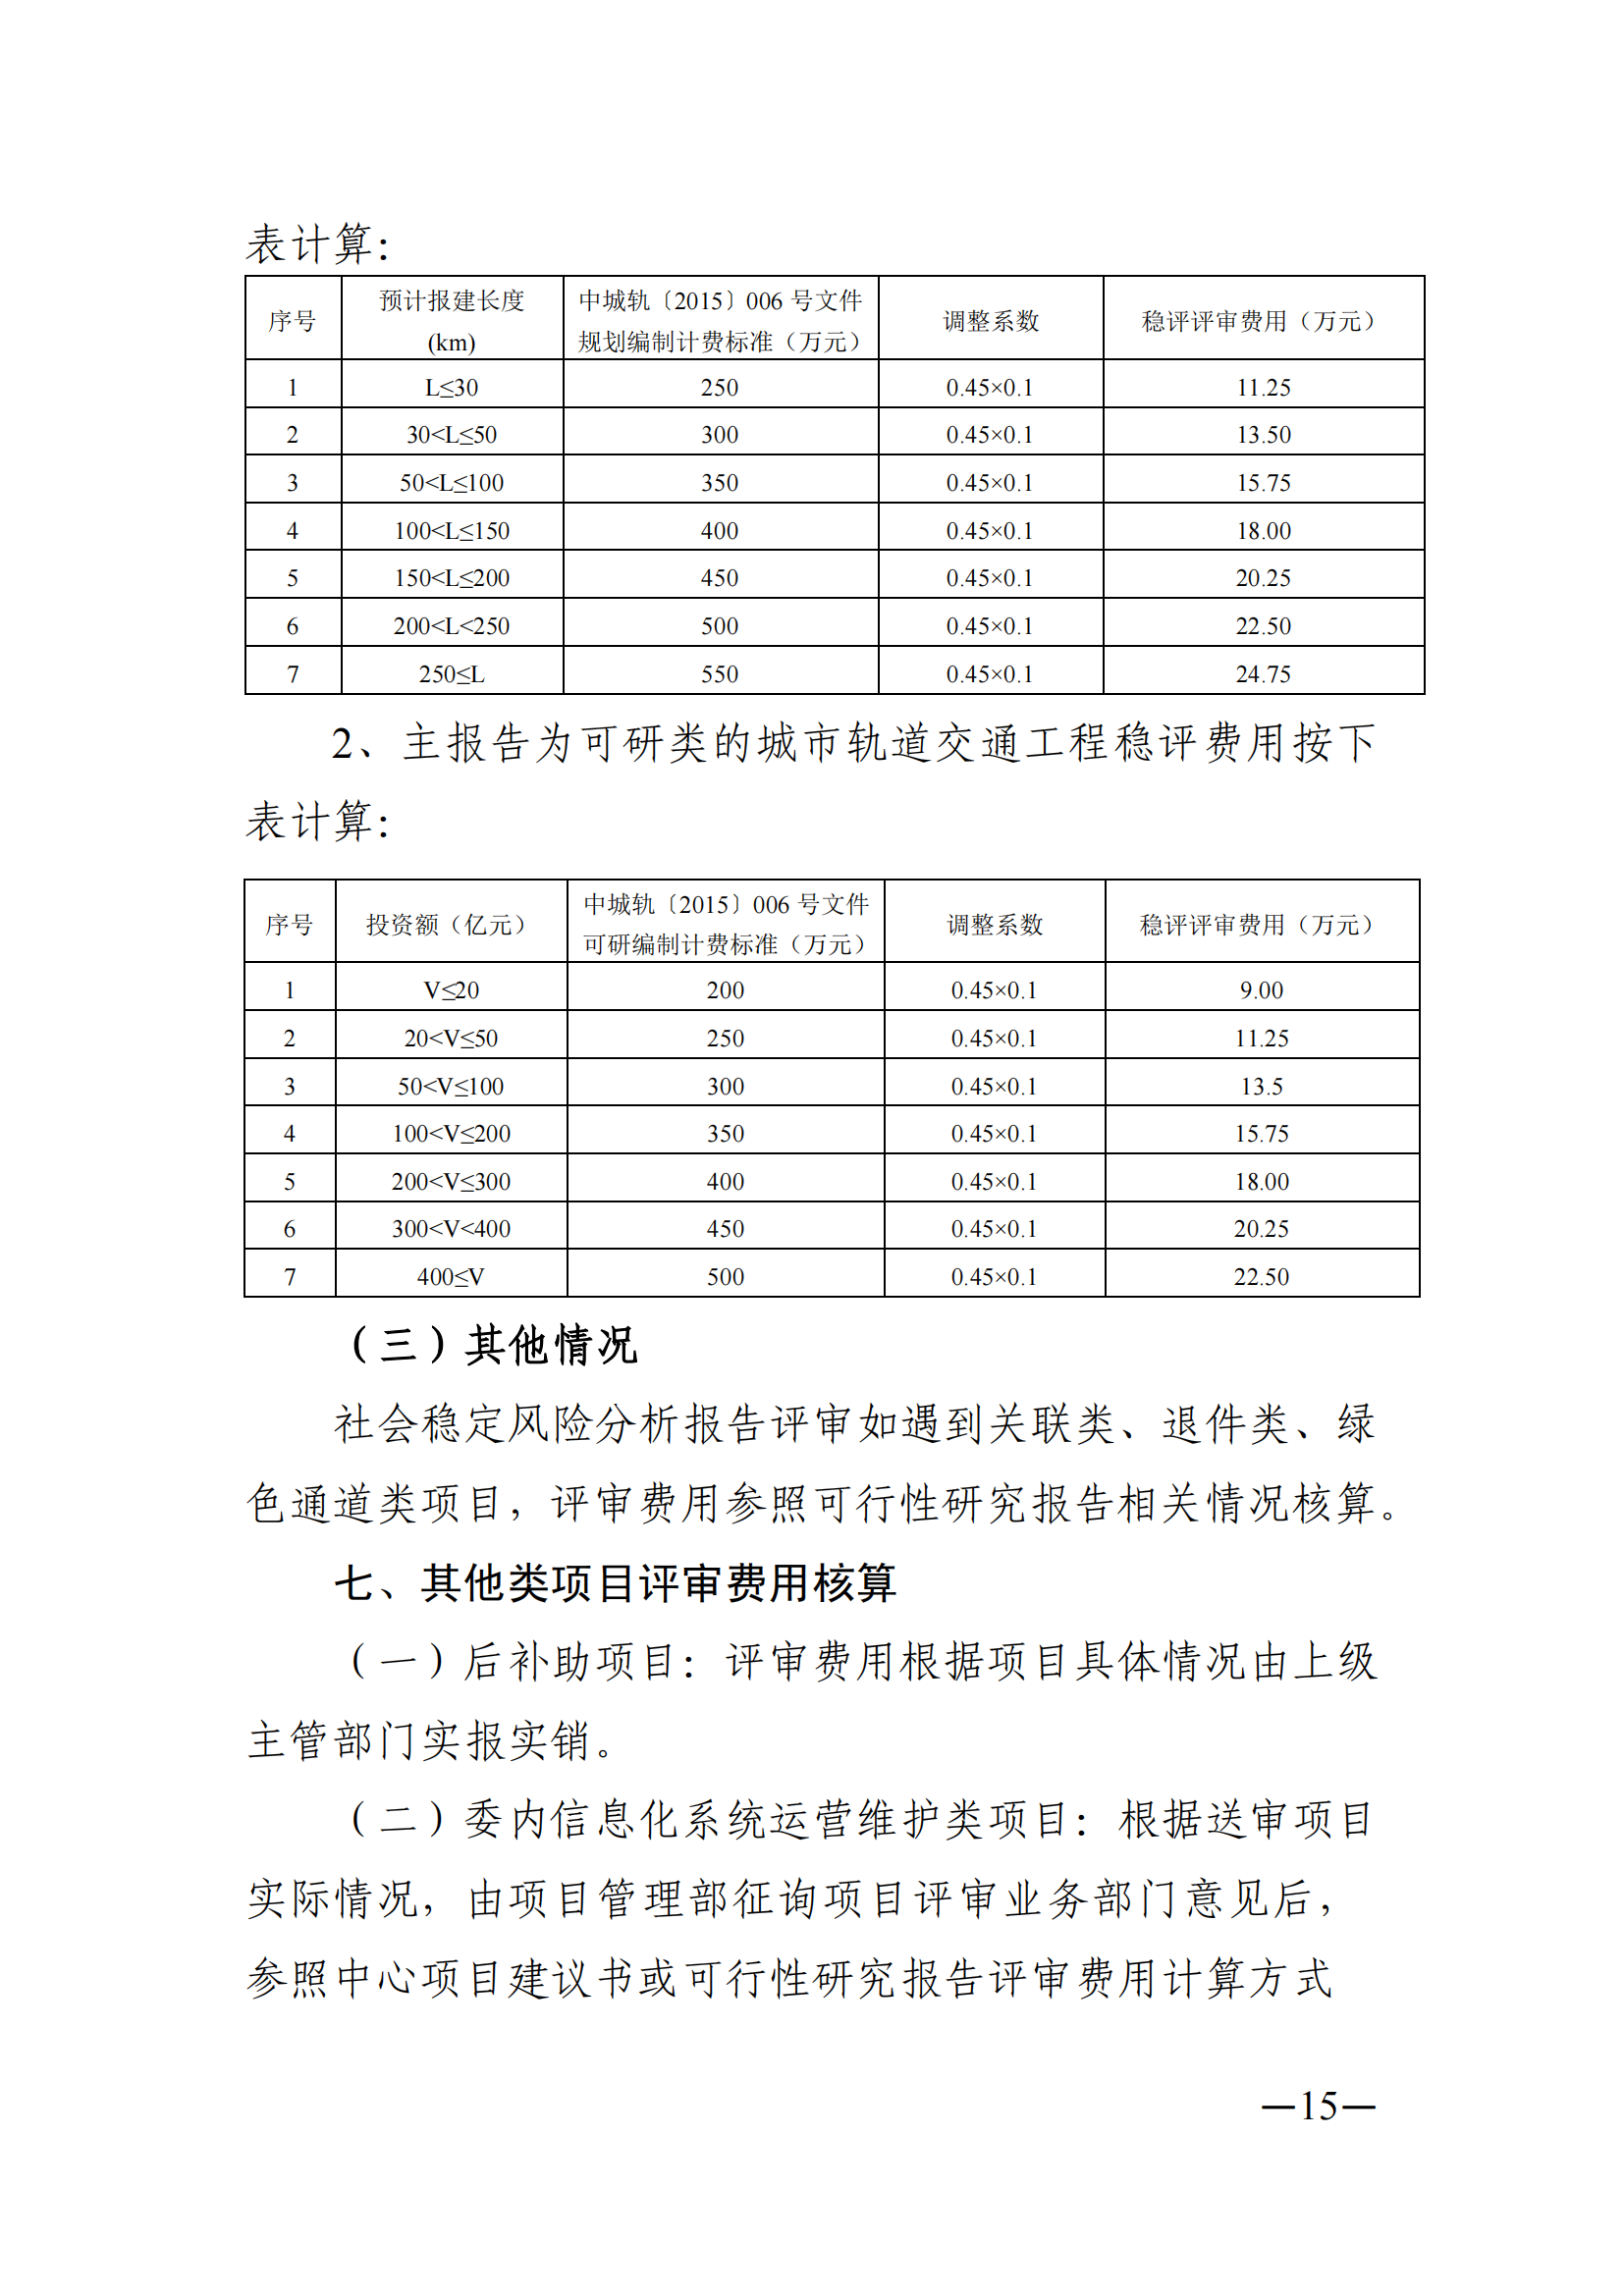 表计算：
序号 预计报建长度 (km) 中城轨〔2015〕006 号文件 规划编制计费标准（万元） 调整系数 稳评评审费用（万元）
1 L≤30 250 0.45×0.1 11.25
2 30<L≤50 300 0.45×0.1 13.50
3 50<L≤100 350 0.45×0.1 15.75
4 100<L≤150 400 0.45×0.1 18.00
5 150<L≤200 450 0.45×0.1 20.25
6 200<L<250 500 0.45×0.1 22.50
7 250≤L 550 0.45×0.1 24.75
2、主报告为可研类的城市轨道交通工程稳评费用按下
表计算：
序号 投资额（亿元） 中城轨〔2015〕006 号文件 可研编制计费标准（万元） 调整系数 稳评评审费用（万元）
1 V≤20 200 0.45×0.1 9.00
2 20<V≤50 250 0.45×0.1 11.25
3 50<V≤100 300 0.45×0.1 13.5
4 100<V≤200 350 0.45×0.1 15.75
5 200<V≤300 400 0.45×0.1 18.00
6 300<V<400 450 0.45×0.1 20.25
7 400≤V 500 0.45×0.1 22.50
（三）其他情况
社会稳定风险分析报告评审如遇到关联类、退件类、绿
色通道类项目，评审费用参照可行性研究报告相关情况核算。
七、其他类项目评审费用核算
（一）后补助项目：评审费用根据项目具体情况由上级
主管部门实报实销。
（二）委内信息化系统运营维护类项目：根据送审项目
实际情况，由项目管理部征询项目评审业务部门意见后，
参照中心项目建议书或可行性研究报告评审费用计算方式
—15—